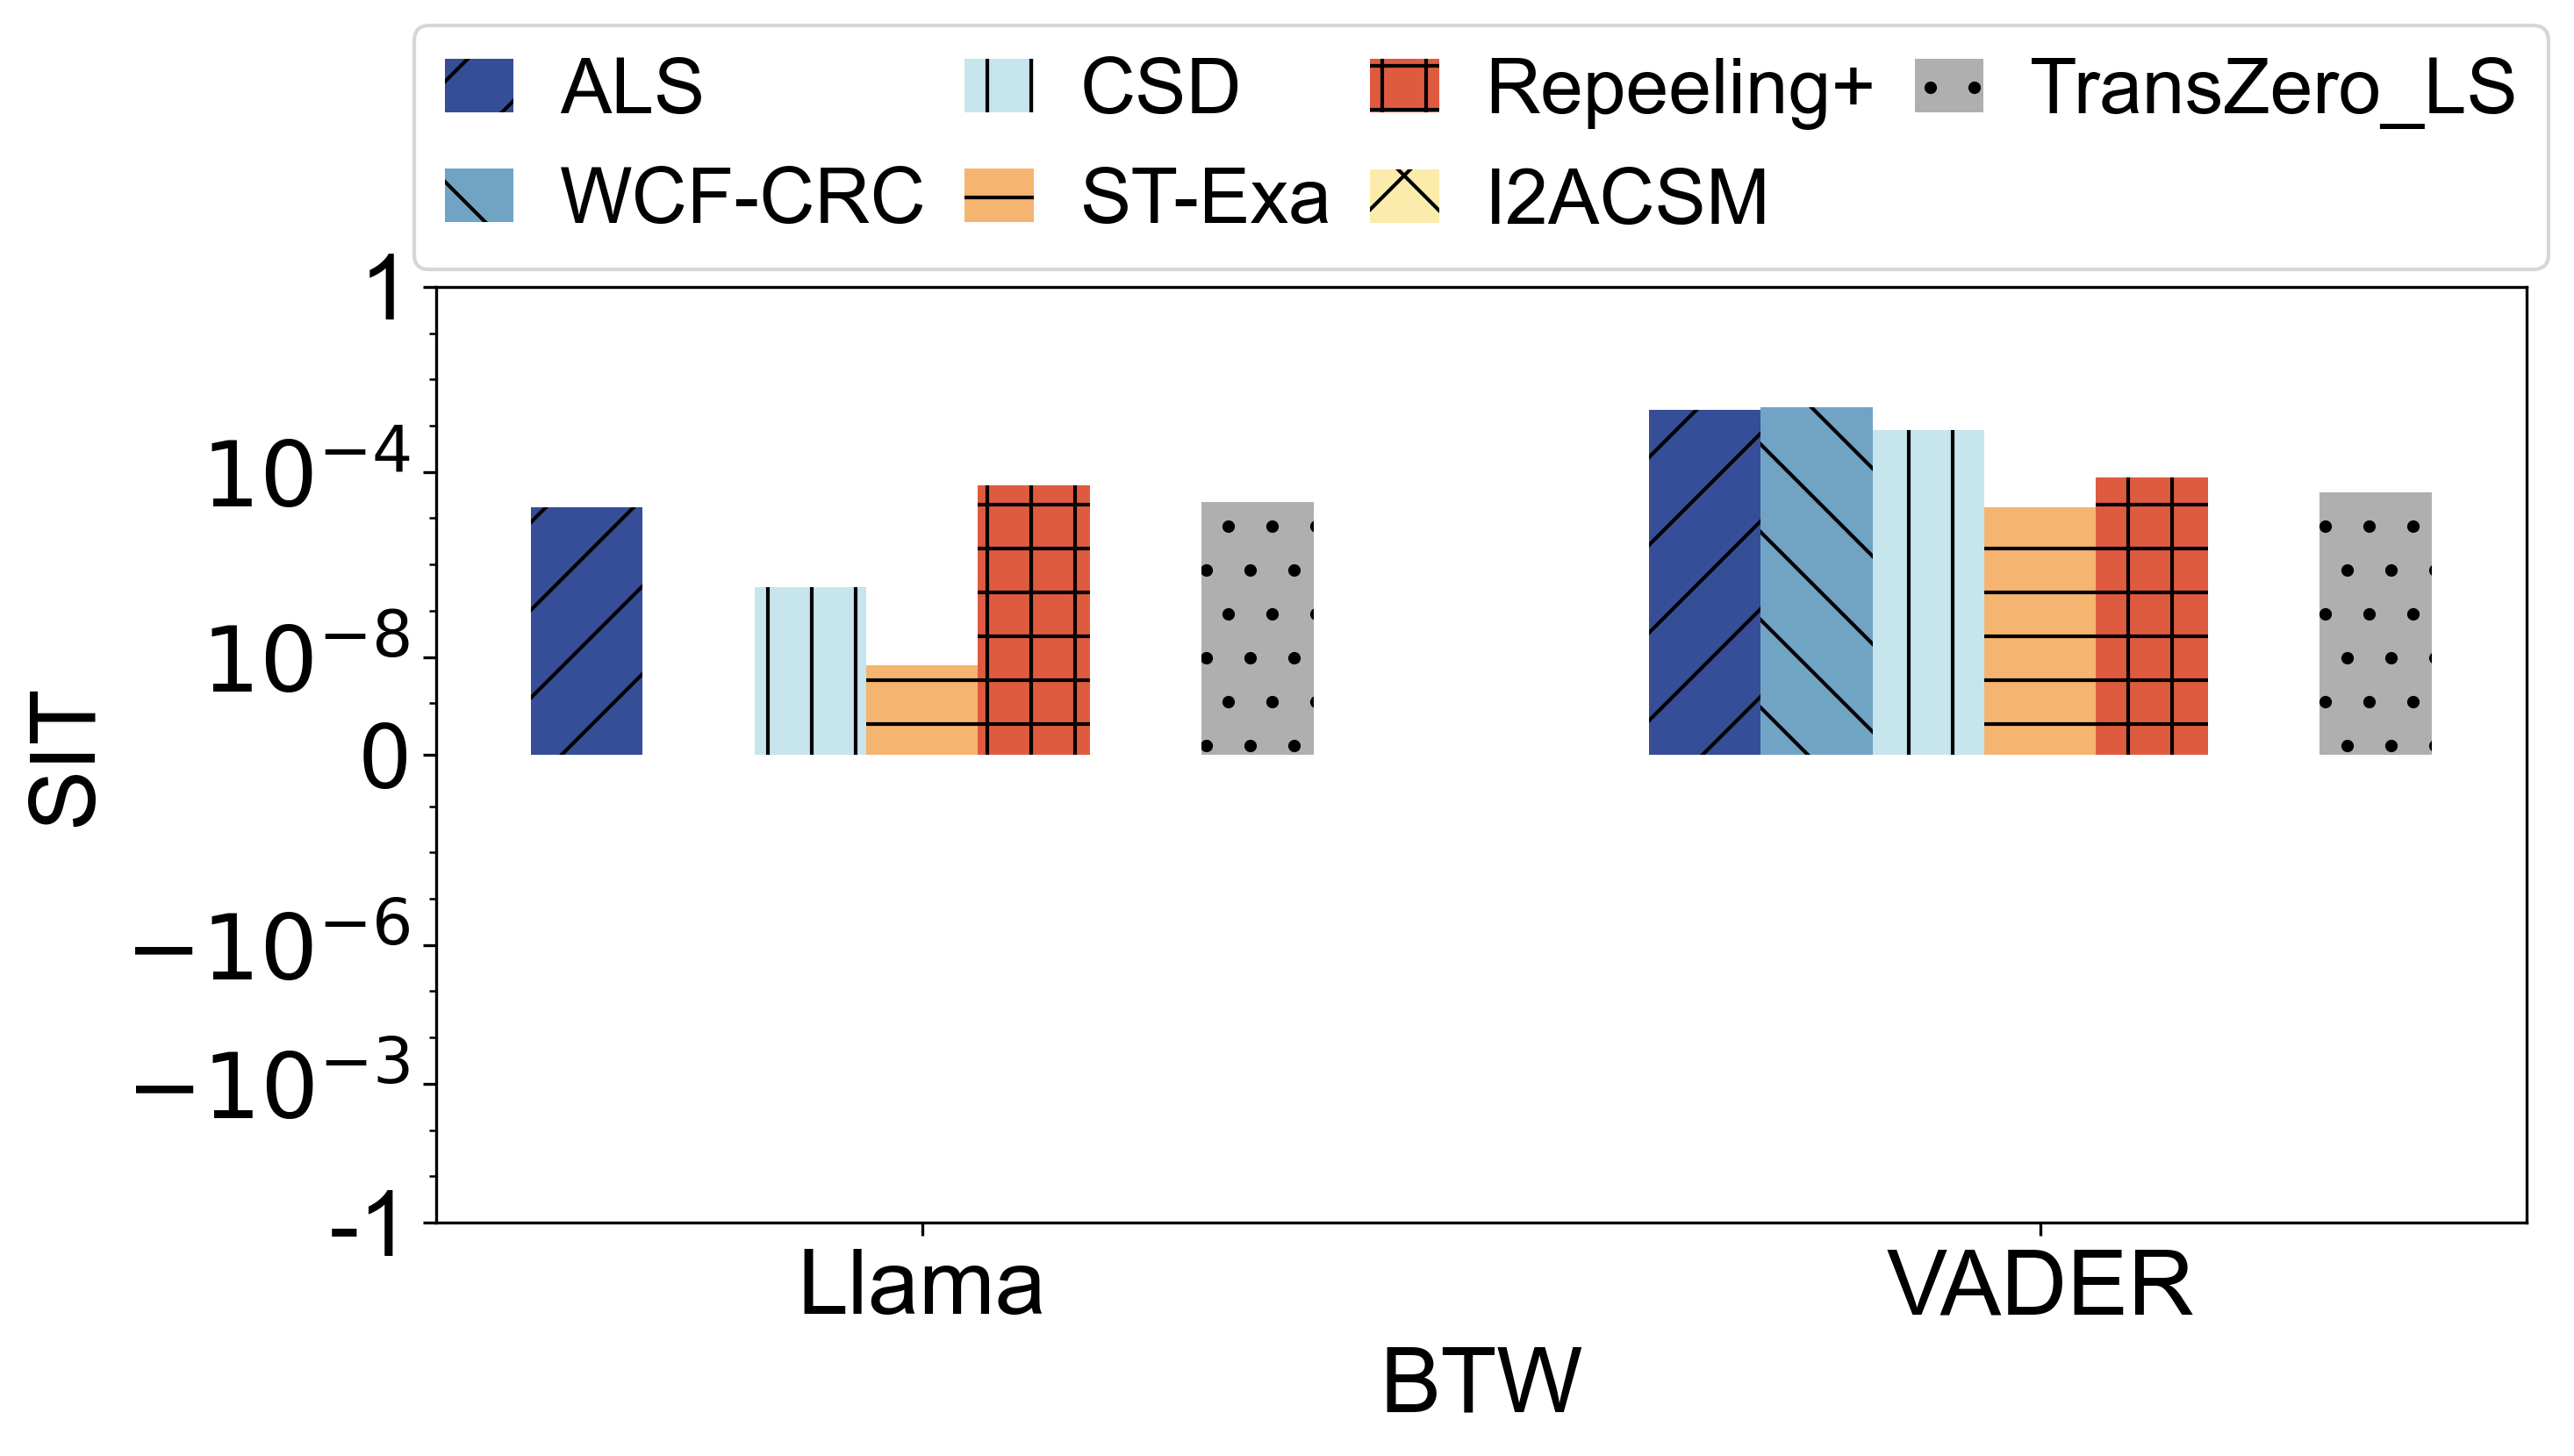 ALS CSD Repeeling+ TransZero_LS
WCF-CRC ST-Exa I2ACSM
1
10⁻⁴
10⁻⁸
0
−10⁻⁶
−10⁻³
-1
SIT
Llama VADER
BTW